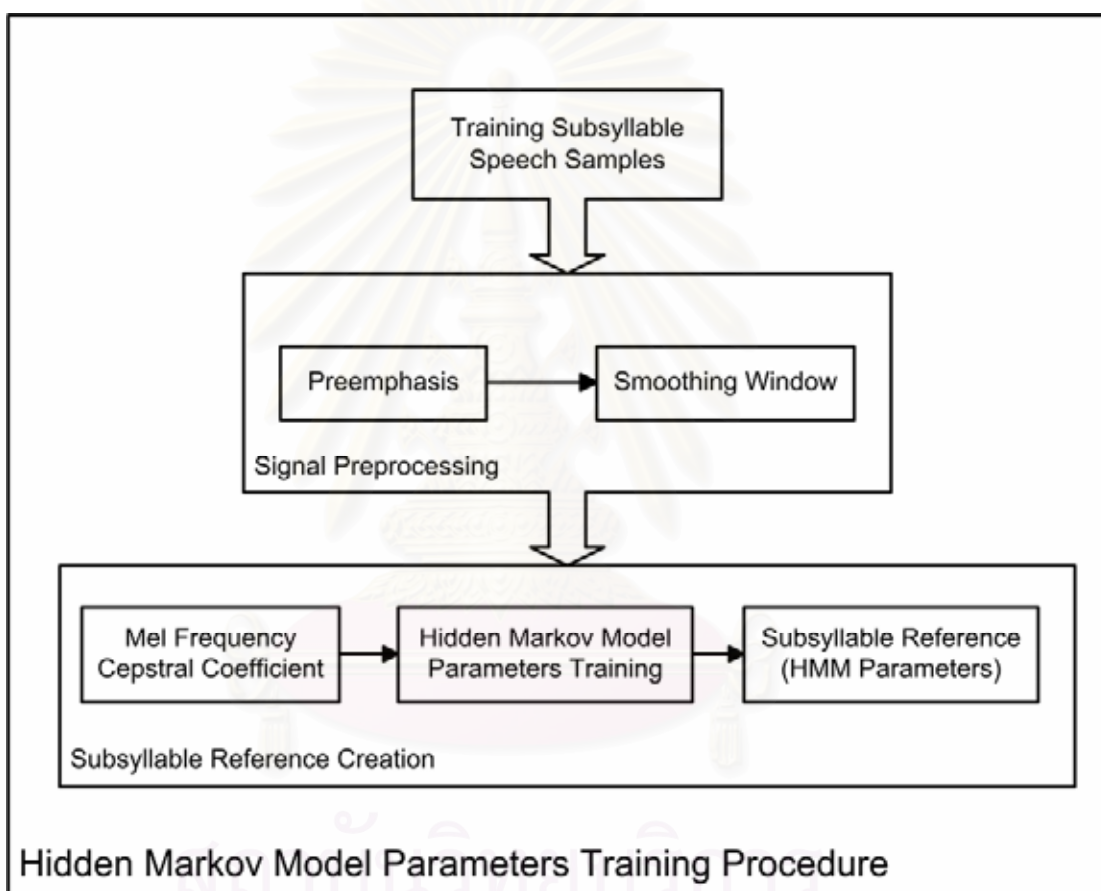 Training Subsyllable
Speech Samples
Preemphasis
Smoothing Window
Signal Preprocessing
Mel Frequency
Cepstral Coefficient
Hidden Markov Model
Parameters Training
Subsyllable Reference
(HMM Parameters)
Subsyllable Reference Creation
Hidden Markov Model Parameters Training Procedure